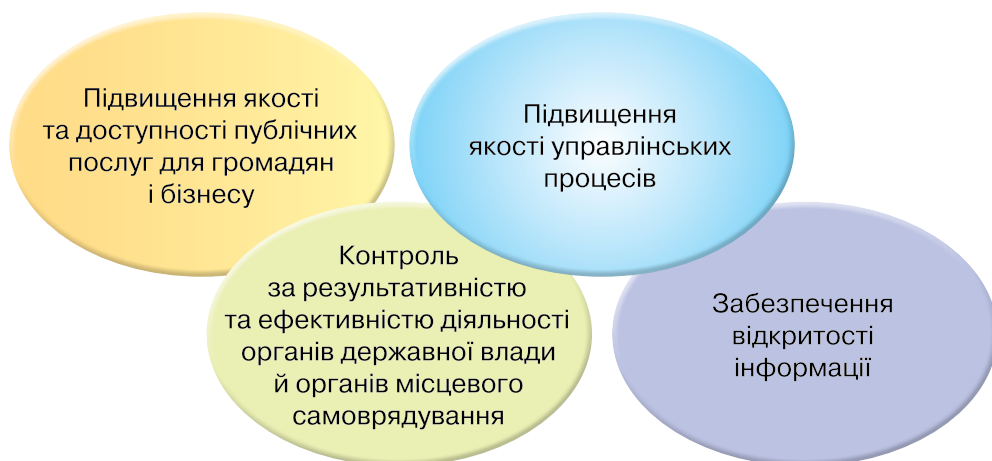 Підвищення якості
та доступності публічних
послуг для громадян
і бізнесу
Підвищення
якості управлінських
процесів
Контроль
за результативністю
та ефективністю діяльності
органів державної влади
й органів місцевого
самоврядування
Забезпечення
відкритості
інформації